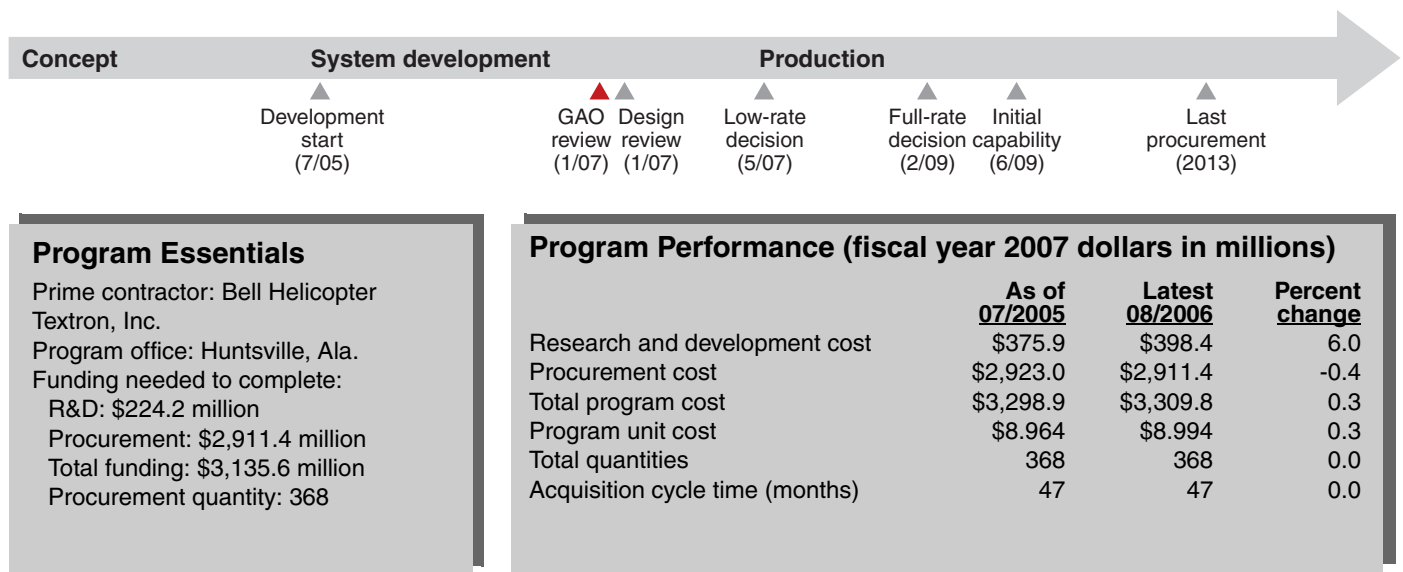 Concept System development Production
Development start (7/05)
GAO review (1/07)
Design review (1/07)
Low-rate decision (5/07)
Full-rate decision (2/09)
Initial capability (6/09)
Last procurement (2013)
Program Essentials
Prime contractor: Bell Helicopter
Textron, Inc.
Program office: Huntsville, Ala.
Funding needed to complete:
R&D: $224.2 million
Procurement: $2,911.4 million
Total funding: $3,135.6 million
Procurement quantity: 368
Program Performance (fiscal year 2007 dollars in millions)
As of 07/2005 Latest 08/2006 Percent change
Research and development cost $375.9 $398.4 6.0
Procurement cost $2,923.0 $2,911.4 -0.4
Total program cost $3,298.9 $3,309.8 0.3
Program unit cost $8.964 $8.994 0.3
Total quantities 368 368 0.0
Acquisition cycle time (months) 47 47 0.0